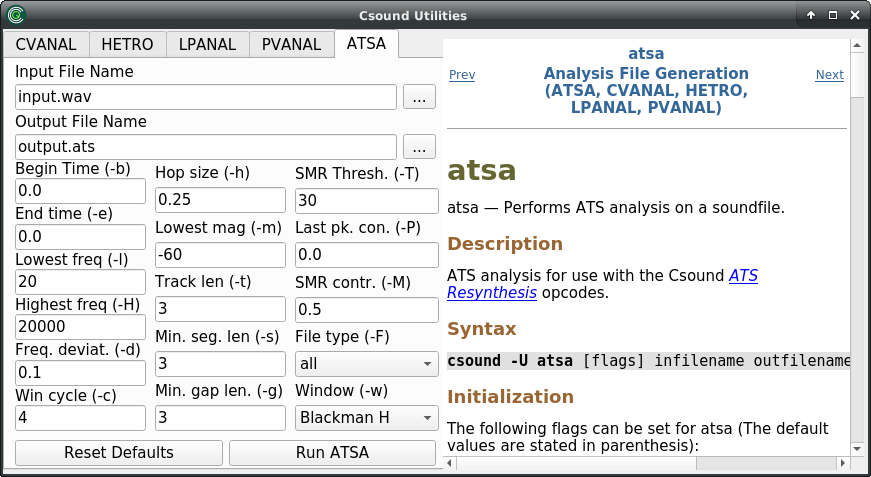 Csound Utilities
CVANAL HETRO LPANAL PVANAL ATSA
Input File Name
input.wav ...
Output File Name
output.ats ...
Begin Time (-b)
0.0
End time (-e)
0.0
Lowest freq (-l)
20
Highest freq (-H)
20000
Freq. deviat. (-d)
0.1
Win cycle (-c)
4
Hop size (-h)
0.25
Lowest mag (-m)
-60
Track len (-t)
3
Min. seg. len (-s)
3
Min. gap len. (-g)
3
SMR Thresh. (-T)
30
Last pk. con. (-P)
0.0
SMR contr. (-M)
0.5
File type (-F)
all
Window (-w)
Blackman H
Reset Defaults Run ATSA
atsa
Prev Analysis File Generation Next
(ATSA, CVANAL, HETRO,
LPANAL, PVANAL)
atsa
atsa — Performs ATS analysis on a soundfile.
Description
ATS analysis for use with the Csound ATS
Resynthesis opcodes.
Syntax
csound -U atsa [flags] infilename outfilename
Initialization
The following flags can be set for atsa (The default
values are stated in parenthesis):